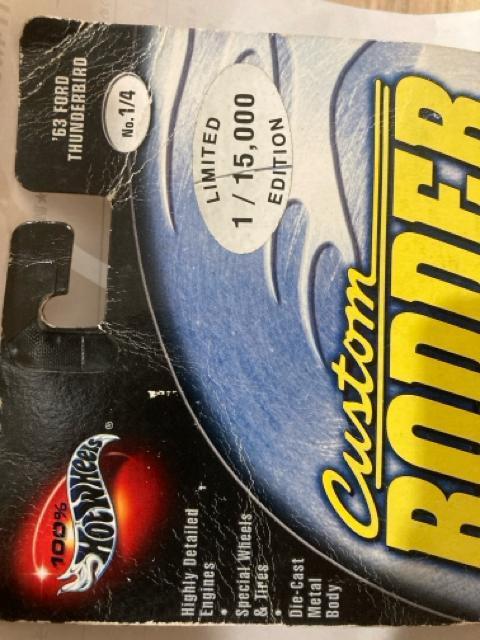 '63 FORD
THUNDERBIRD
No. 1/4
LIMITED
1 / 15,000
EDITION
Custom
RODDER
100%
HOT WHEELS®
Highly Detailed
Engines
•
Special Wheels
& Tires
•
Die-Cast
Metal
Body